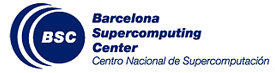 BSC
Barcelona
Supercomputing
Center
Centro Nacional de Supercomputación